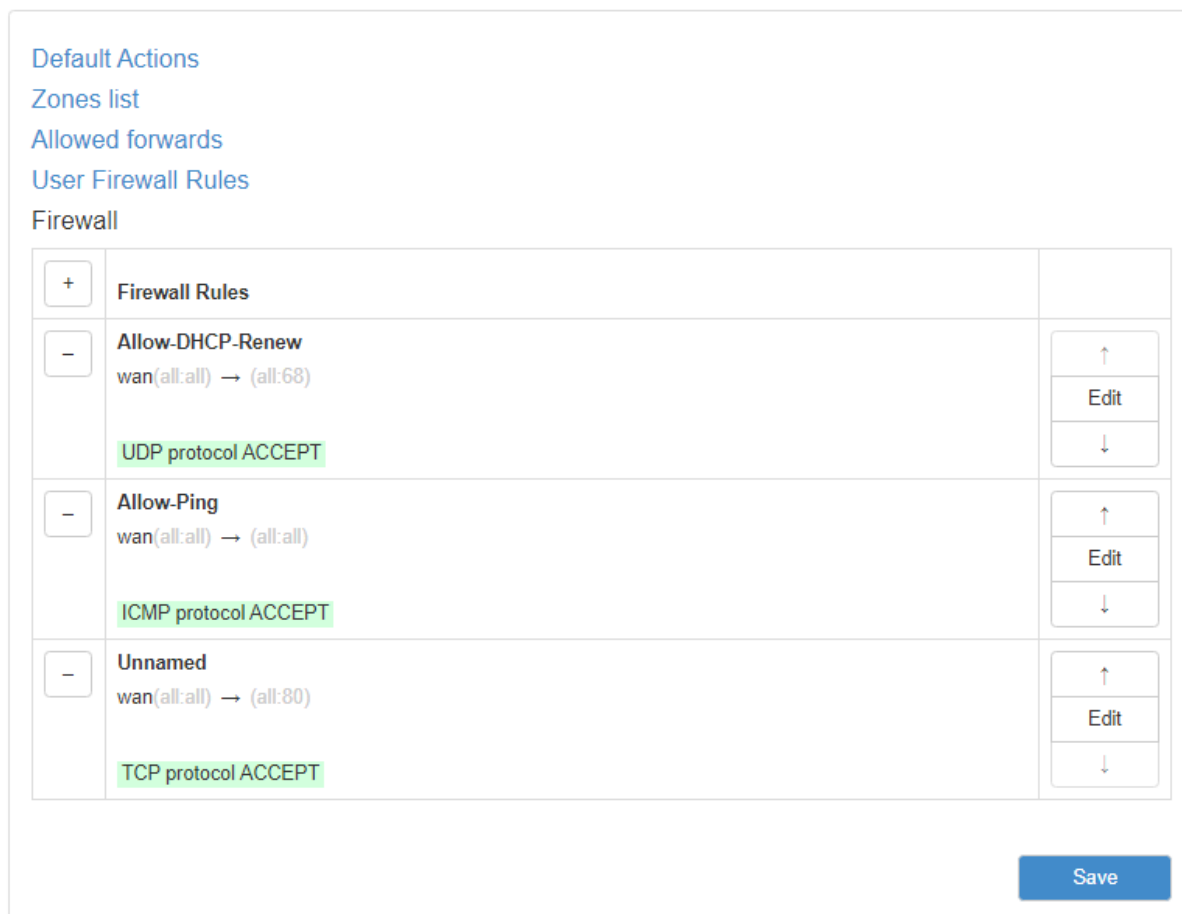 Default Actions
Zones list
Allowed forwards
User Firewall Rules
Firewall
+
Firewall Rules
−
Allow-DHCP-Renew
wan(all:all) → (all:68)
UDP protocol ACCEPT
↑
Edit
↓
−
Allow-Ping
wan(all:all) → (all:all)
ICMP protocol ACCEPT
↑
Edit
↓
−
Unnamed
wan(all:all) → (all:80)
TCP protocol ACCEPT
↑
Edit
↓
Save